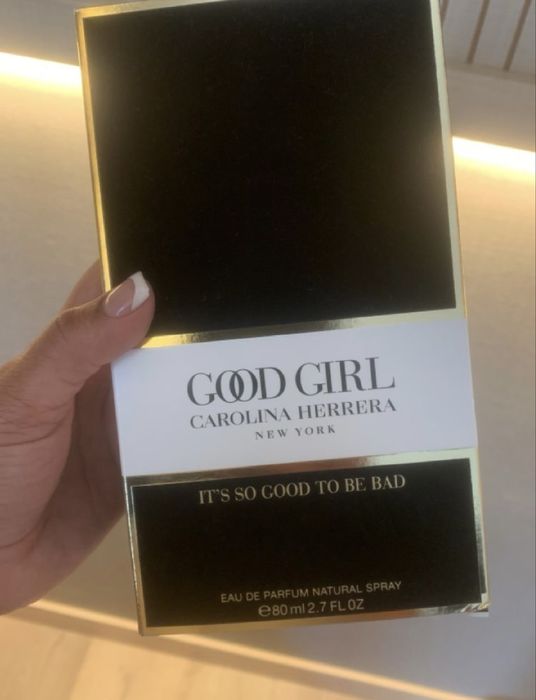 GOOD GIRL
CAROLINA HERRERA
NEW YORK
IT'S SO GOOD TO BE BAD
EAU DE PARFUM NATURAL SPRAY
℮80 ml 2.7 FL OZ